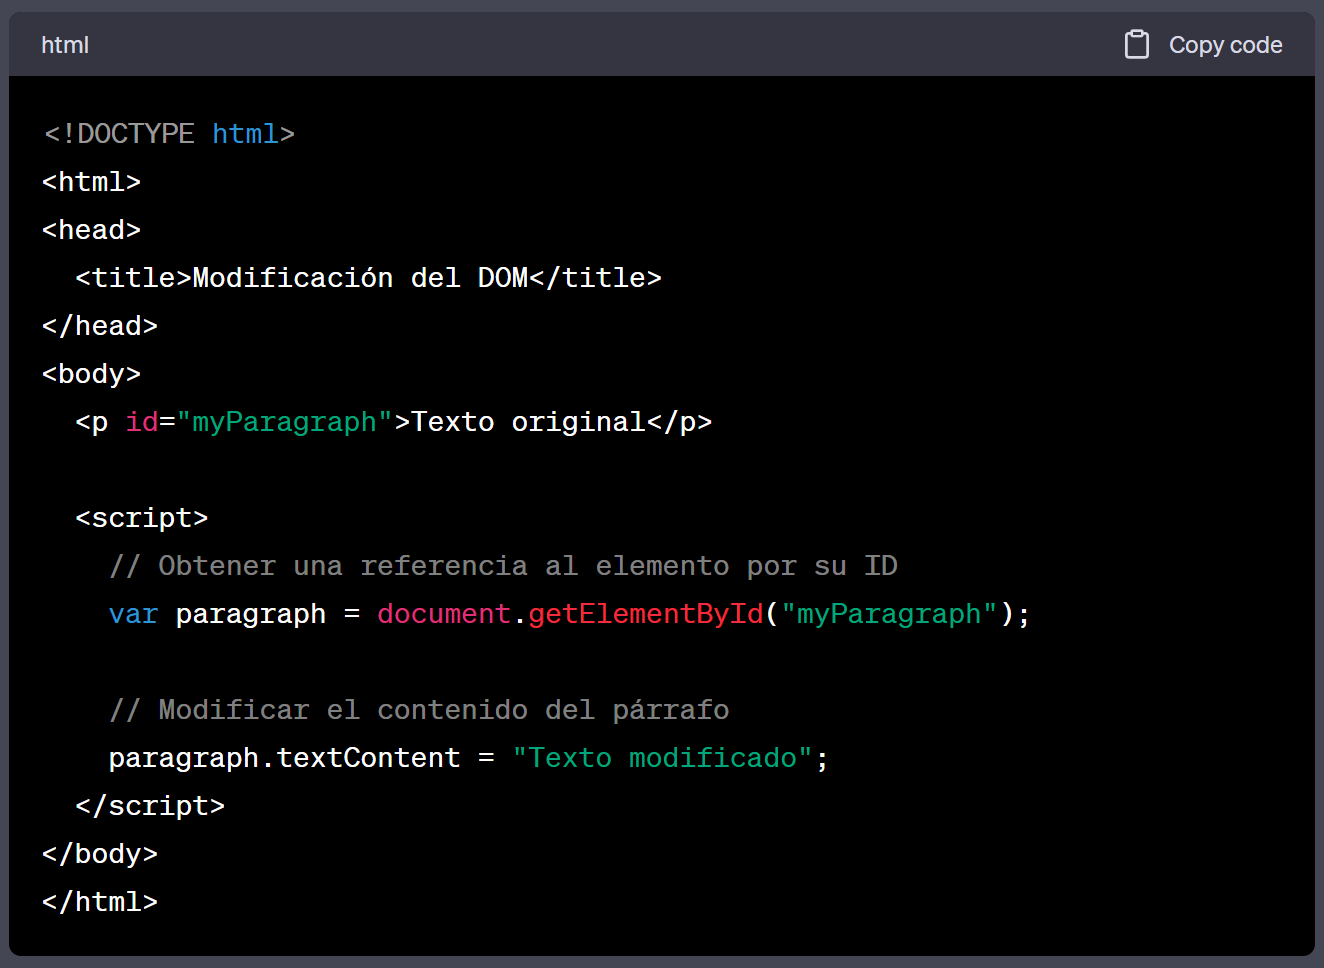 html
Copy code
<!DOCTYPE html>
<html>
<head>
  <title>Modificación del DOM</title>
</head>
<body>
  <p id="myParagraph">Texto original</p>

  <script>
    // Obtener una referencia al elemento por su ID
    var paragraph = document.getElementById("myParagraph");

    // Modificar el contenido del párrafo
    paragraph.textContent = "Texto modificado";
  </script>
</body>
</html>